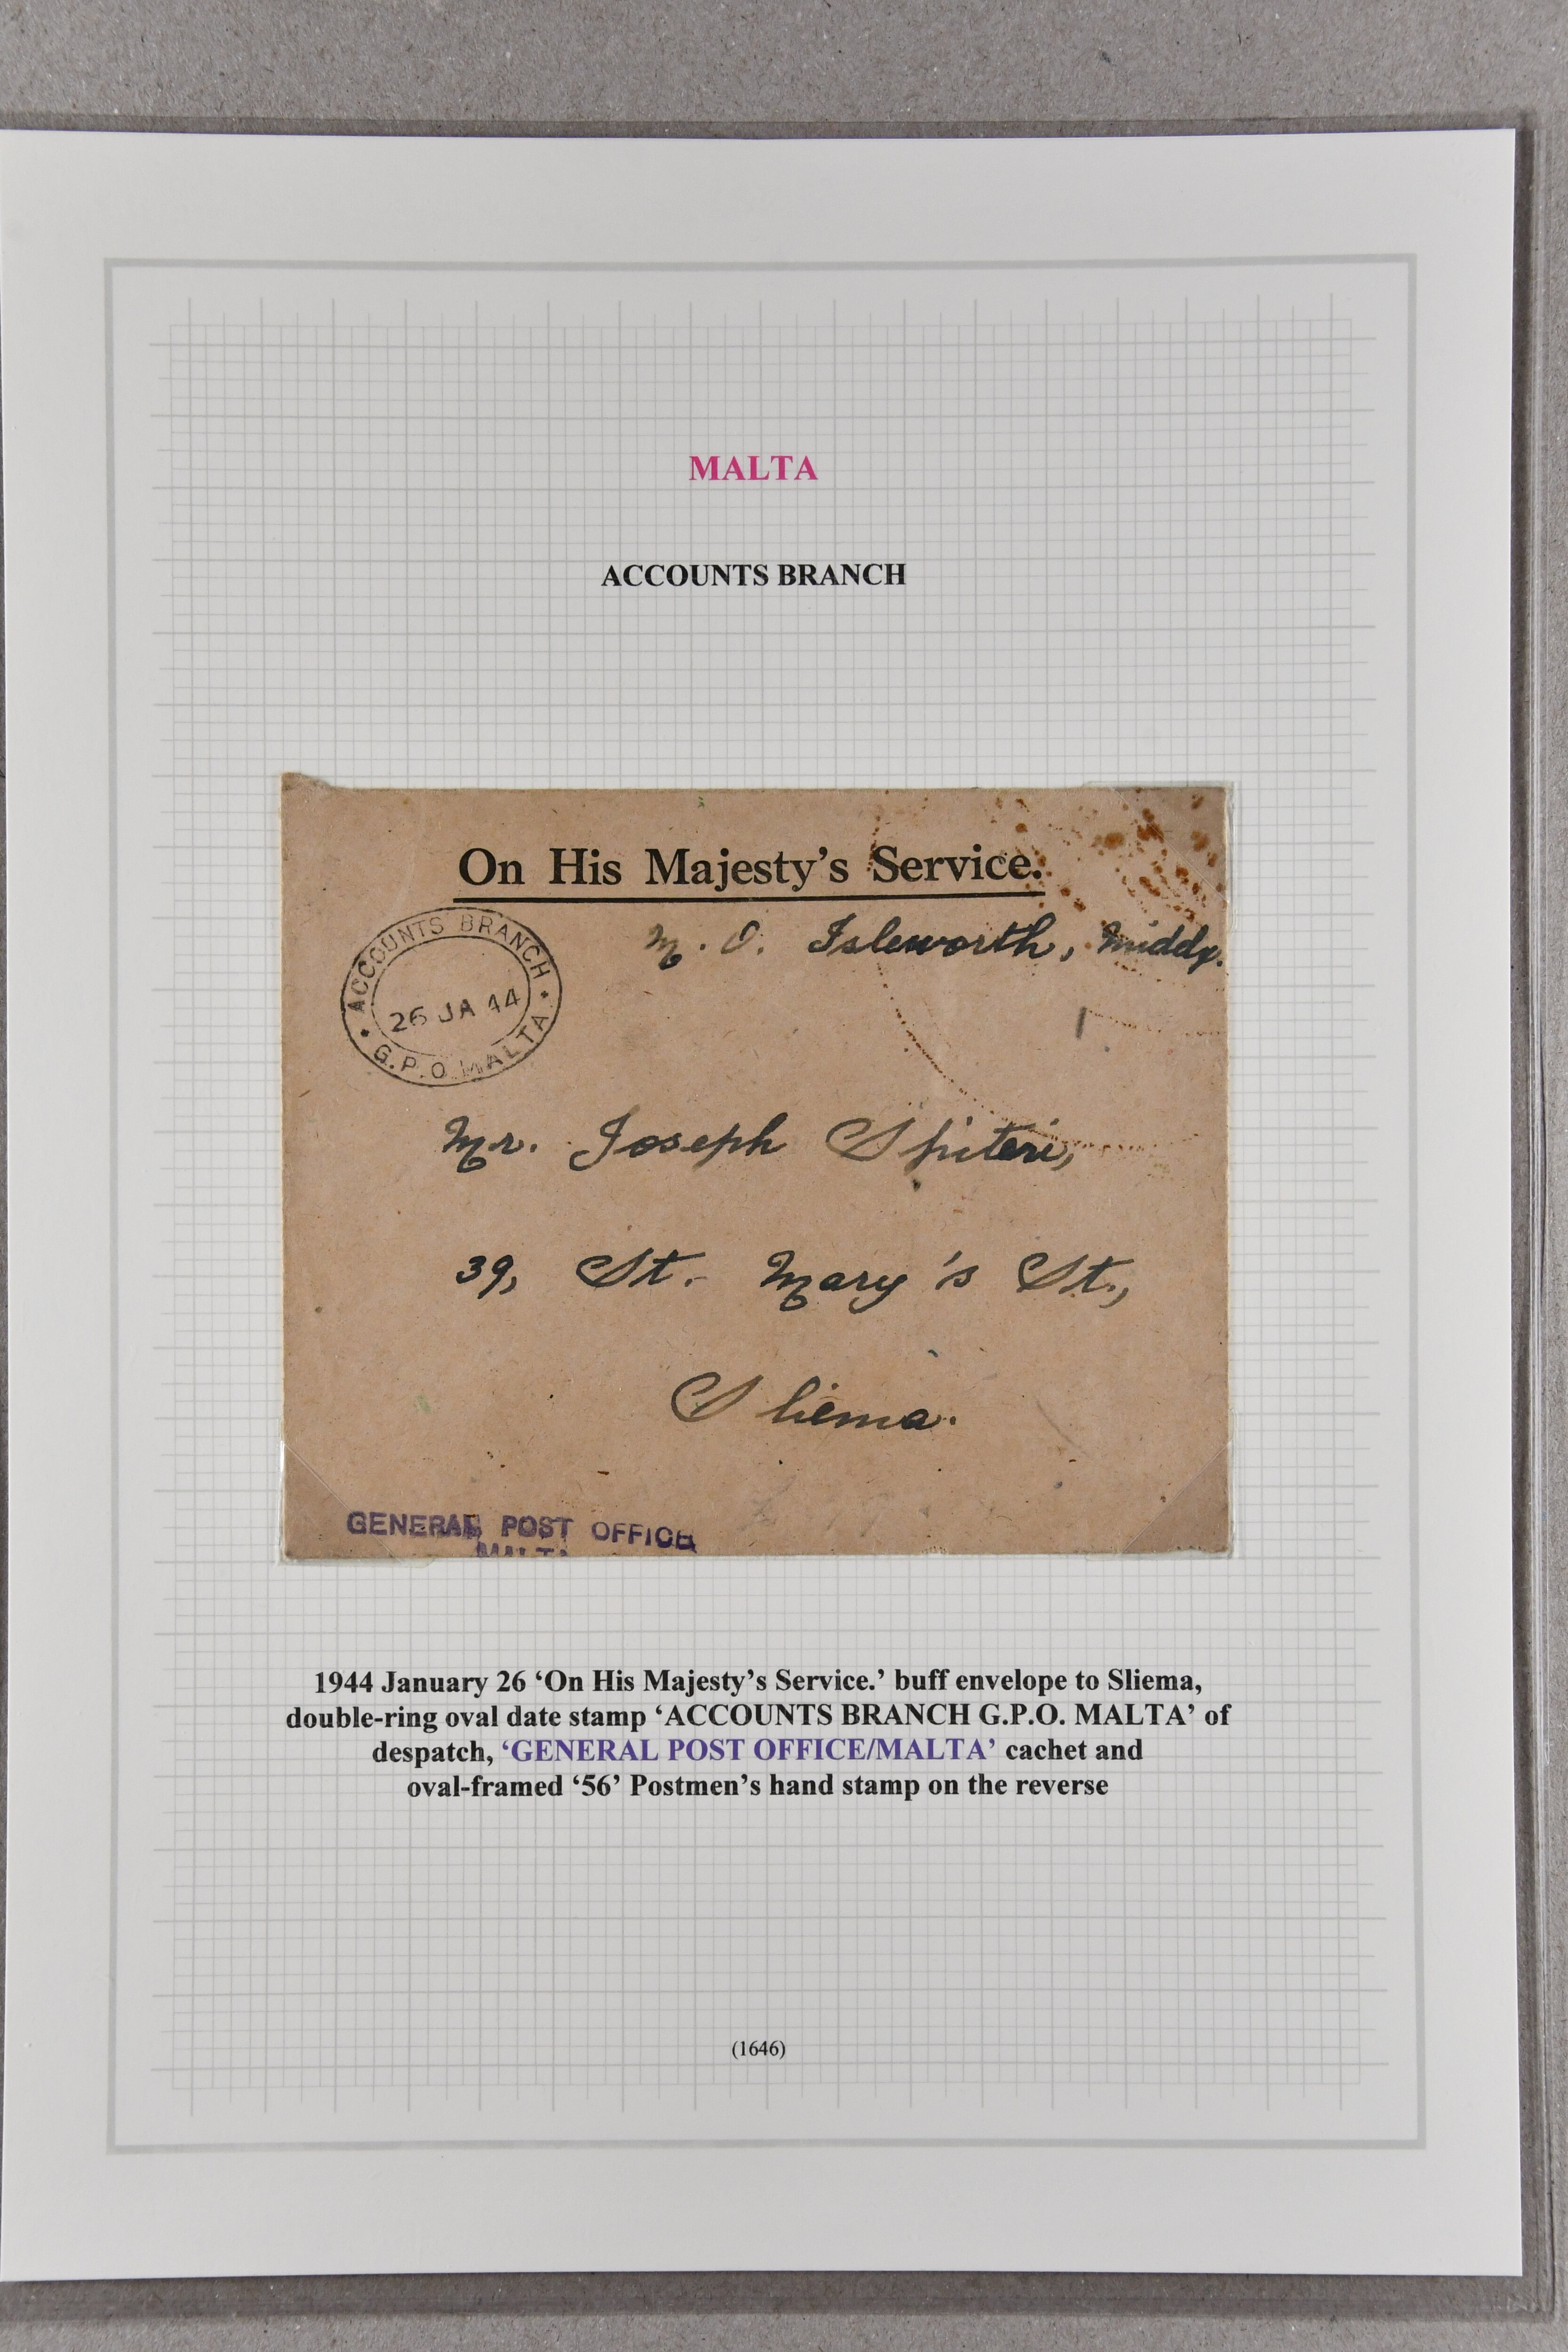 MALTA
ACCOUNTS BRANCH
On His Majesty's Service.
M. O. Isleworth, Middx.
ACCOUNTS BRANCH
26 JA 44
G.P.O. MALTA
Mr. Joseph Spiteri,
39, St. Mary's St.,
Sliema.
GENERAL POST OFFICE
MALTA
1944 January 26 ‘On His Majesty’s Service.’ buff envelope to Sliema,
double-ring oval date stamp ‘ACCOUNTS BRANCH G.P.O. MALTA’ of
despatch, ‘GENERAL POST OFFICE/MALTA’ cachet and
oval-framed ‘56’ Postmen’s hand stamp on the reverse
(1646)